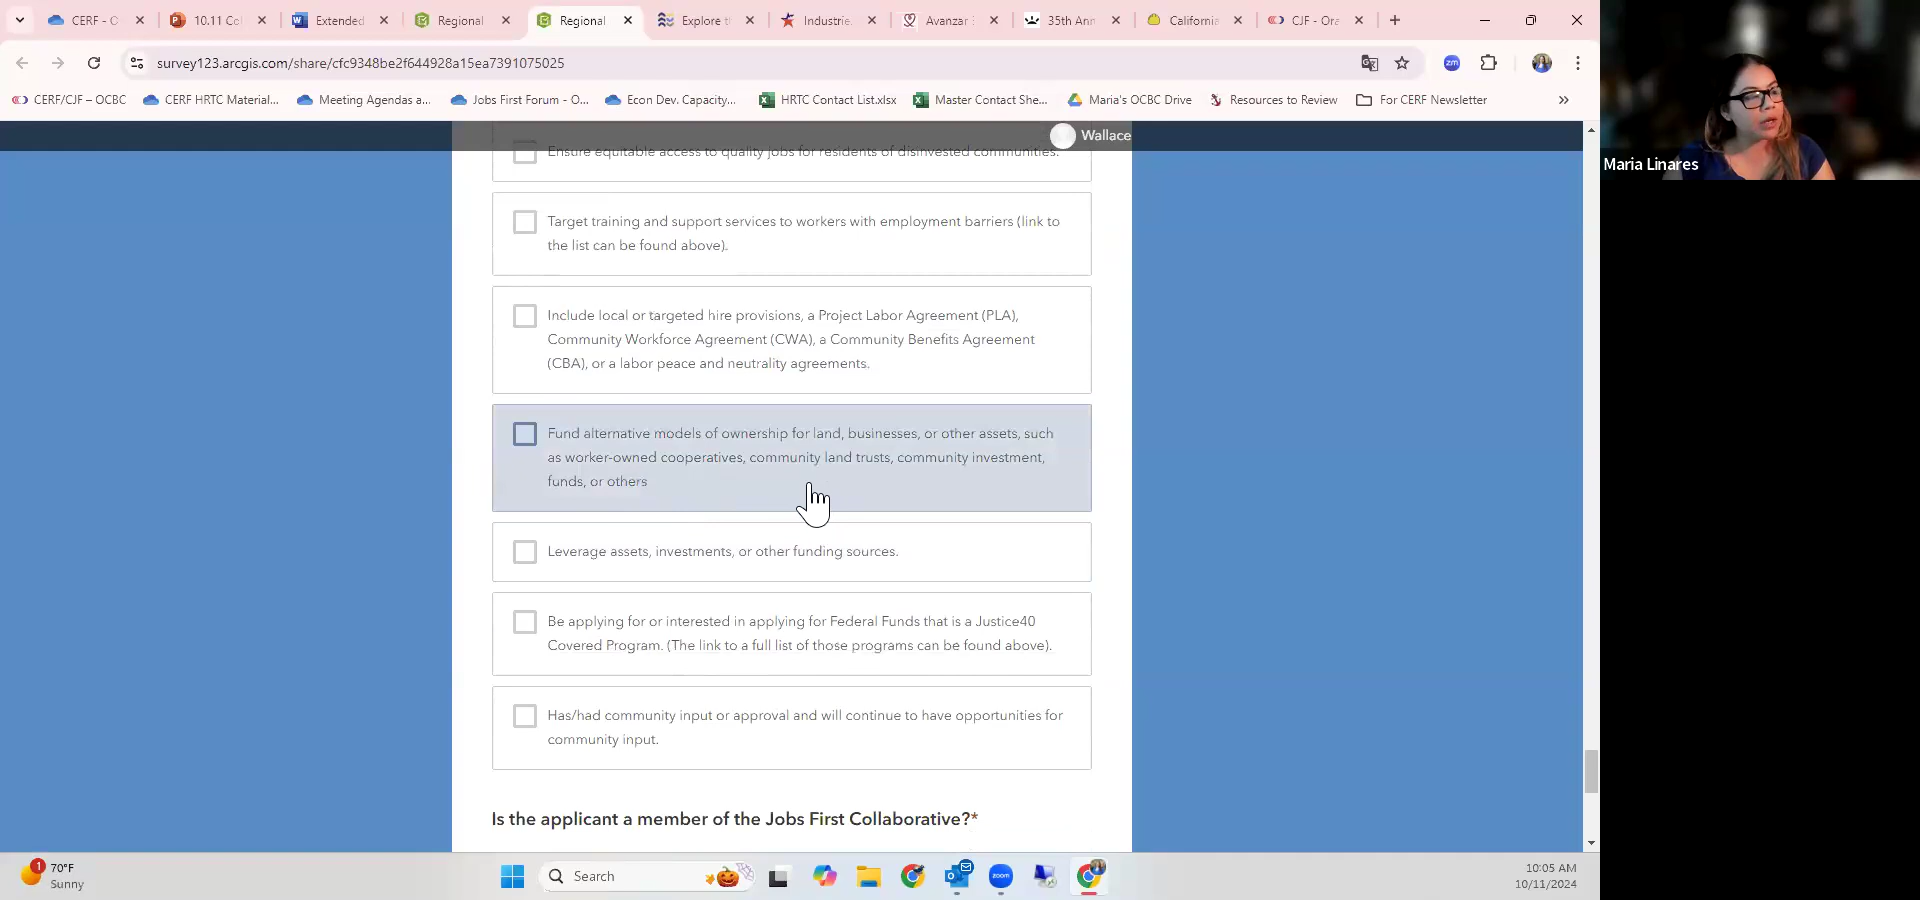 CERF - O
10.11 Co
Extended
Regional
Regional
Explore t
Industrie
Avanzar
35th Ann
California
CJF - Ora
survey123.arcgis.com/share/cfc9348be2f644928a15ea7391075025
zm
CERF/CJF – OCBC
CERF HRTC Material...
Meeting Agendas a...
Jobs First Forum - O...
Econ Dev. Capacity...
HRTC Contact List.xlsx
Master Contact She...
Maria's OCBC Drive
Resources to Review
For CERF Newsletter
Wallace
Maria Linares
Ensure equitable access to quality jobs for residents of disinvested communities.
Target training and support services to workers with employment barriers (link to
the list can be found above).
Include local or targeted hire provisions, a Project Labor Agreement (PLA),
Community Workforce Agreement (CWA), a Community Benefits Agreement
(CBA), or a labor peace and neutrality agreements.
Fund alternative models of ownership for land, businesses, or other assets, such
as worker-owned cooperatives, community land trusts, community investment,
funds, or others
Leverage assets, investments, or other funding sources.
Be applying for or interested in applying for Federal Funds that is a Justice40
Covered Program. (The link to a full list of those programs can be found above).
Has/had community input or approval and will continue to have opportunities for
community input.
Is the applicant a member of the Jobs First Collaborative?*
1
70°F
Sunny
Search
zoom
10:05 AM
10/11/2024